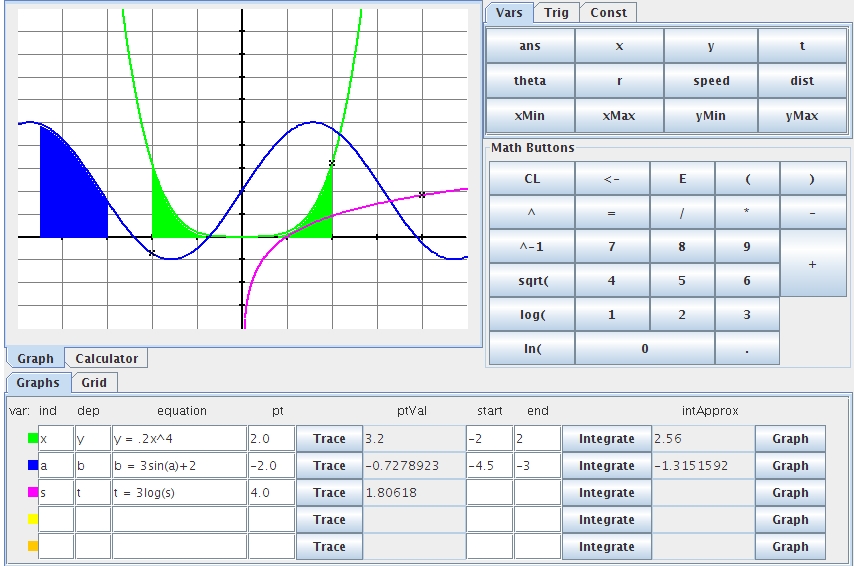 Vars Trig Const
ans x y t
theta r speed dist
xMin xMax yMin yMax
Math Buttons
CL <- E ( )
^ = / * -
^-1 7 8 9 +
sqrt( 4 5 6
log( 1 2 3
ln( 0 .
Graph Calculator
Graphs Grid
var: ind dep equation pt ptVal start end intApprox
x y y = .2x^4 2.0 Trace 3.2 -2 2 Integrate 2.56 Graph
a b b = 3sin(a)+2 -2.0 Trace -0.7278923 -4.5 -3 Integrate -1.3151592 Graph
s t t = 3log(s) 4.0 Trace 1.80618 Integrate Graph
Trace Integrate Graph
Trace Integrate Graph